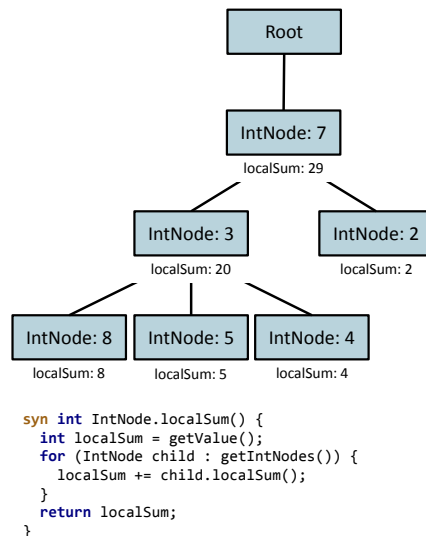 Root
IntNode: 7
localSum: 29
IntNode: 3
IntNode: 2
localSum: 20
localSum: 2
IntNode: 8
IntNode: 5
IntNode: 4
localSum: 8
localSum: 5
localSum: 4
syn int IntNode.localSum() {
  int localSum = getValue();
  for (IntNode child : getIntNodes()) {
    localSum += child.localSum();
  }
  return localSum;
}